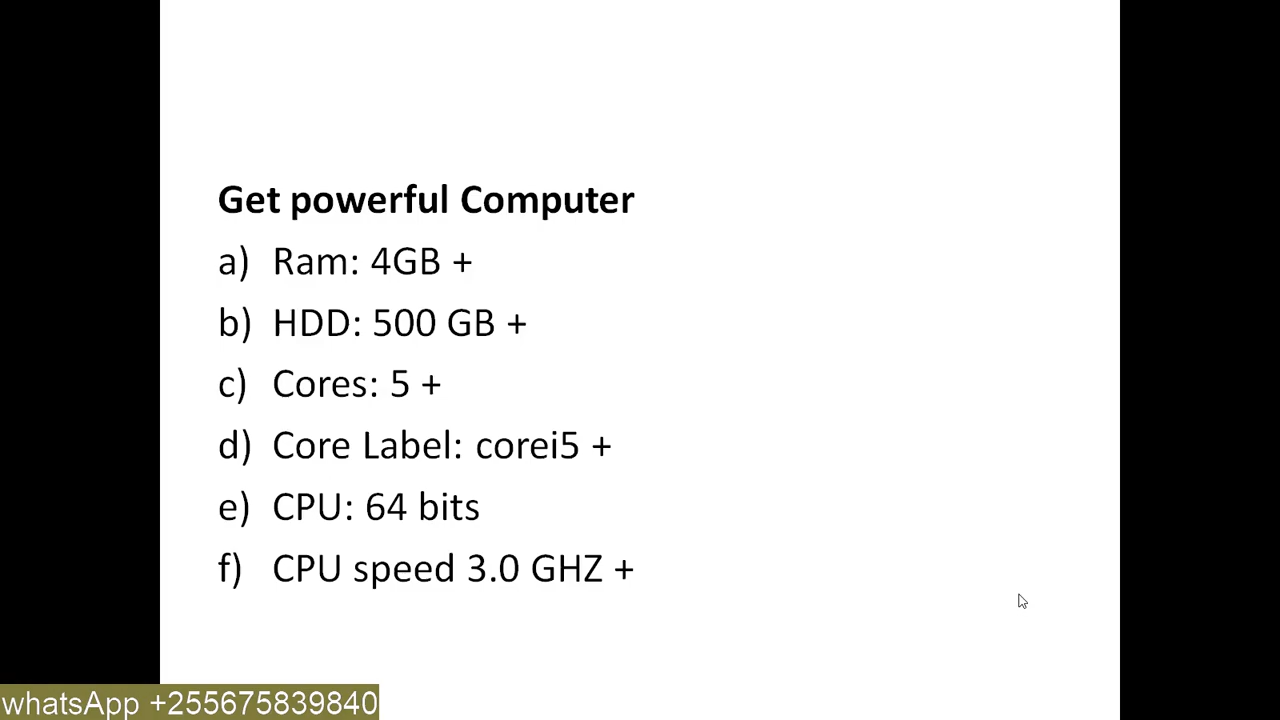 Get powerful Computer
a) Ram: 4GB +
b) HDD: 500 GB +
c) Cores: 5 +
d) Core Label: corei5 +
e) CPU: 64 bits
f) CPU speed 3.0 GHZ +
whatsApp +255675839840